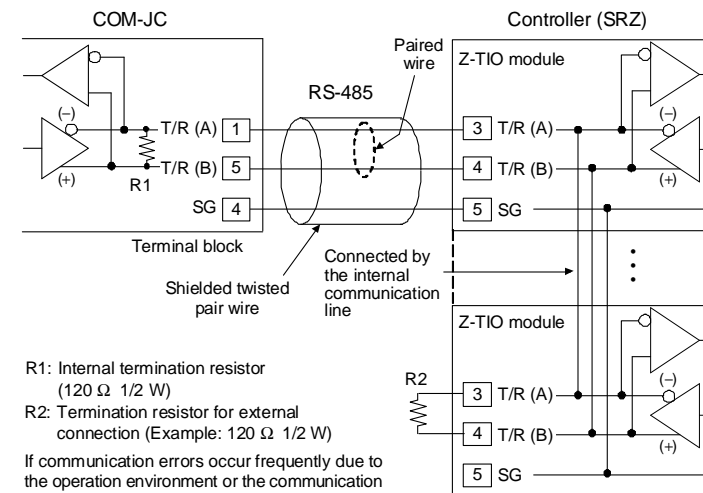 COM-JC
Controller (SRZ)
Paired
wire
Z-TIO module
RS-485
(–)
T/R (A)
1
3
T/R (A)
(–)
T/R (B)
5
4
T/R (B)
(+)
R1
(+)
SG
4
5
SG
Terminal block
Shielded twisted
pair wire
Connected by
the internal
communication
line
Z-TIO module
R1: Internal termination resistor
(120 Ω 1/2 W)
R2: Termination resistor for external
connection (Example: 120 Ω 1/2 W)
If communication errors occur frequently due to
the operation environment or the communication
R2
3
T/R (A)
(–)
4
T/R (B)
(+)
5
SG